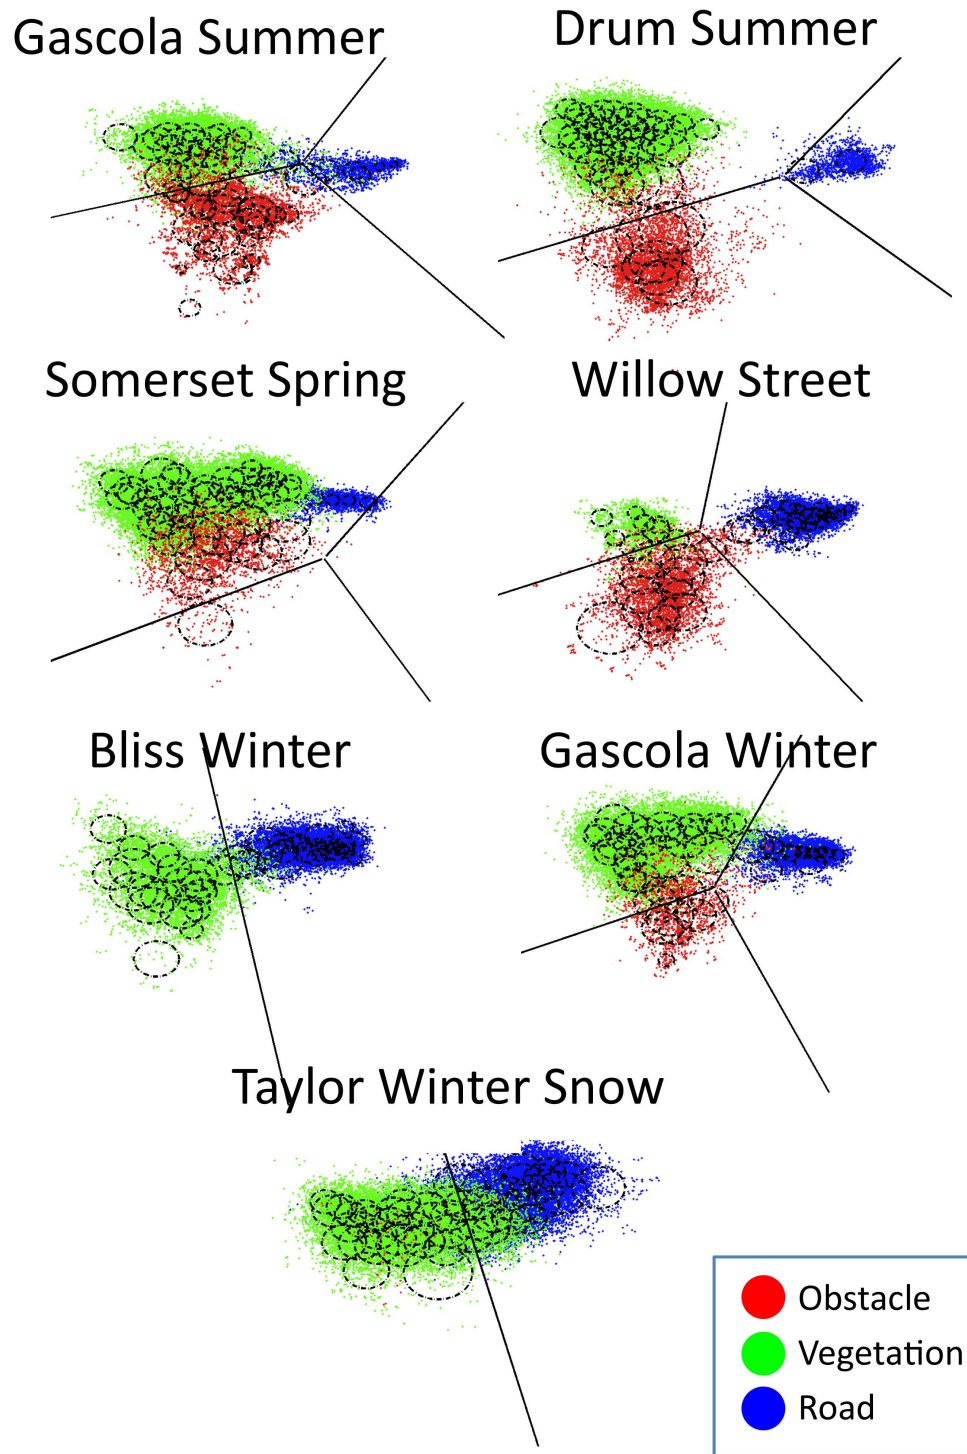 Gascola Summer
Drum Summer
Somerset Spring
Willow Street
Bliss Winter
Gascola Winter
Taylor Winter Snow
Obstacle
Vegetation
Road